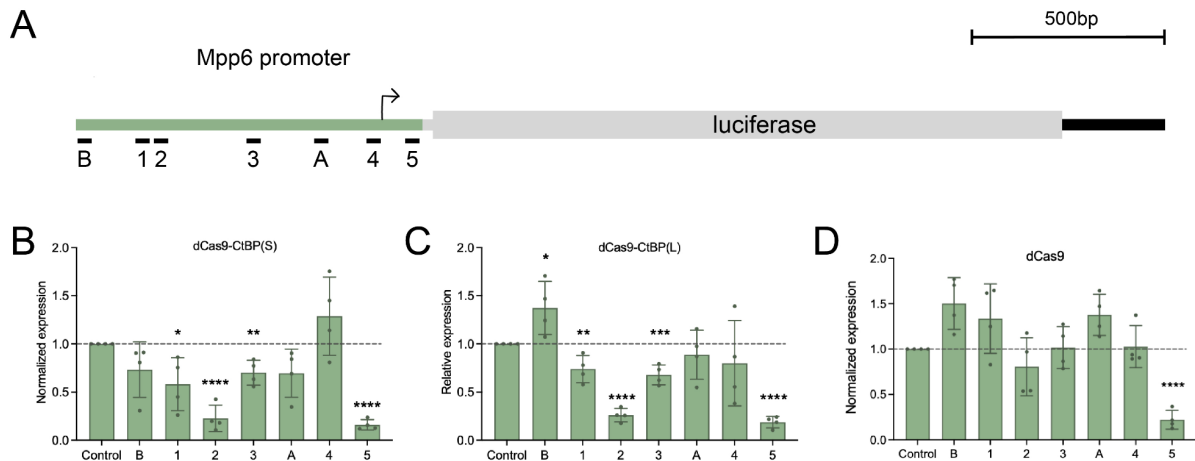 A
500bp
Mpp6 promoter
luciferase
B 1 2 3 A 4 5
B
dCas9-CtBP(S)
Normalized expression
2.0
1.5
1.0
0.5
0.0
* **** ** ****
Control B 1 2 3 A 4 5
C
dCas9-CtBP(L)
Relative expression
2.0
1.5
1.0
0.5
0.0
* ** **** *** ****
Control B 1 2 3 A 4 5
D
dCas9
Normalized expression
2.0
1.5
1.0
0.5
0.0
****
Control B 1 2 3 A 4 5